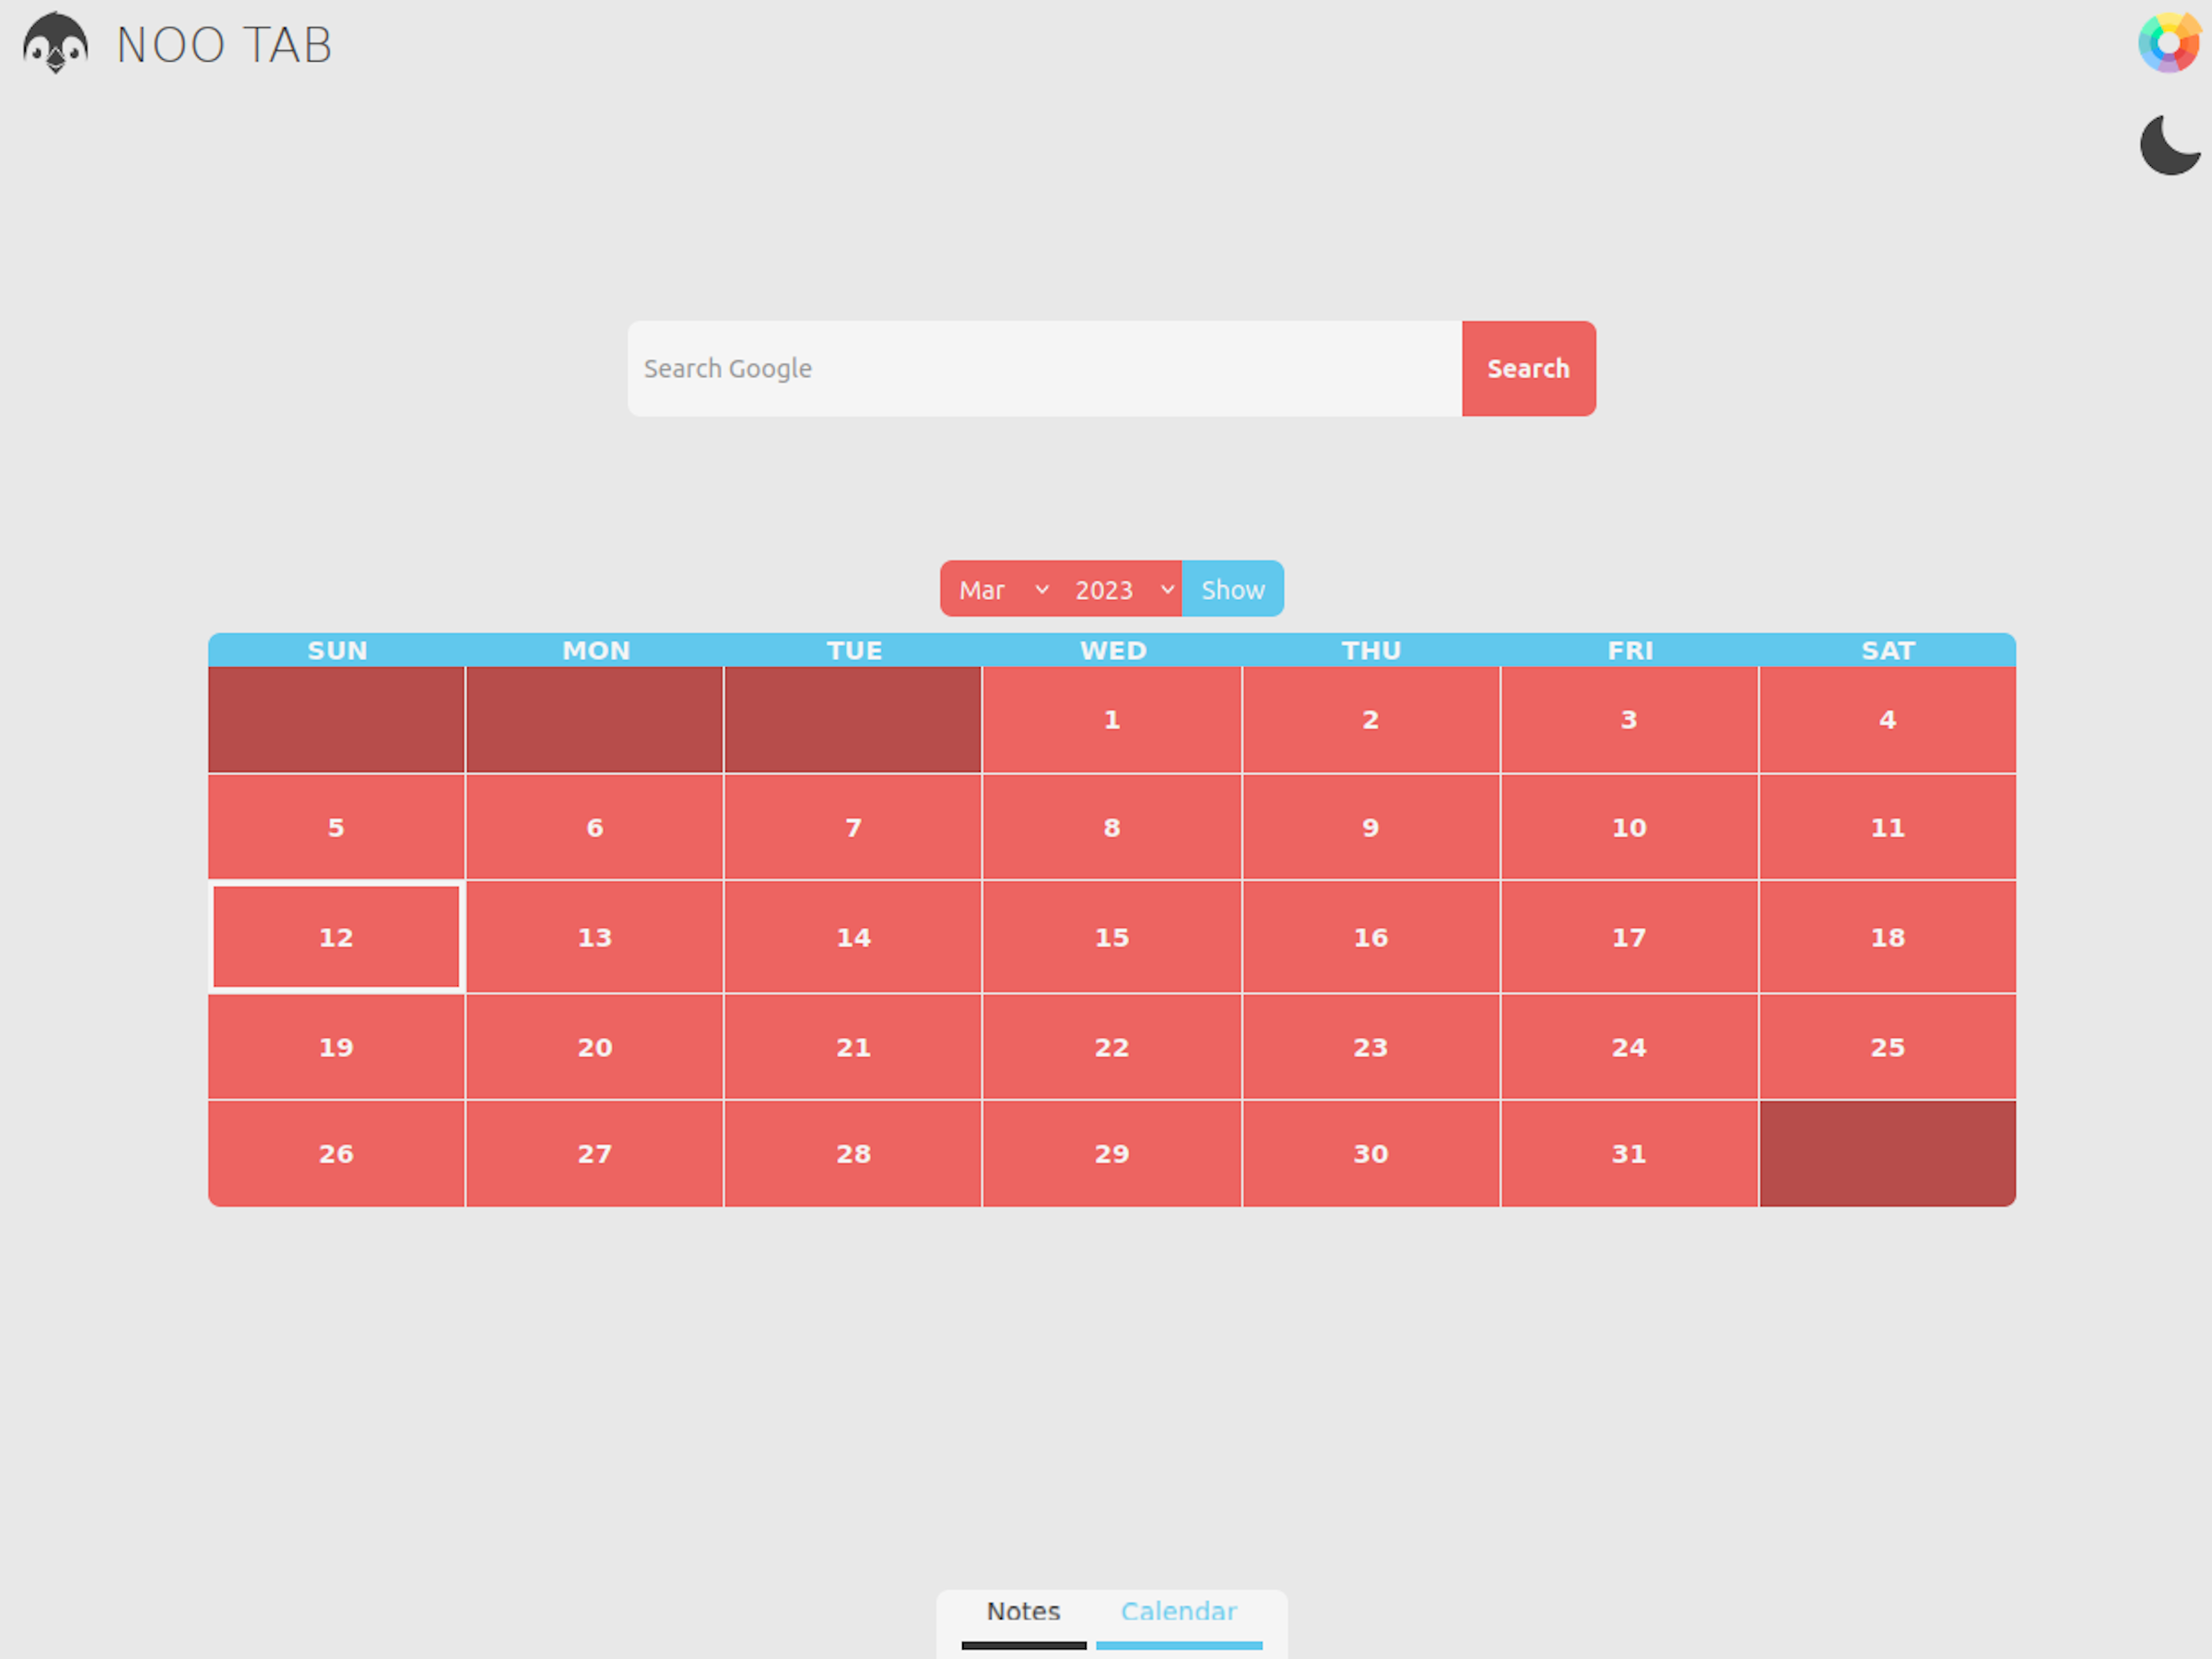 NOO TAB
Search Google Search
Mar 2023 Show
SUN MON TUE WED THU FRI SAT
1 2 3 4
5 6 7 8 9 10 11
12 13 14 15 16 17 18
19 20 21 22 23 24 25
26 27 28 29 30 31
Notes Calendar